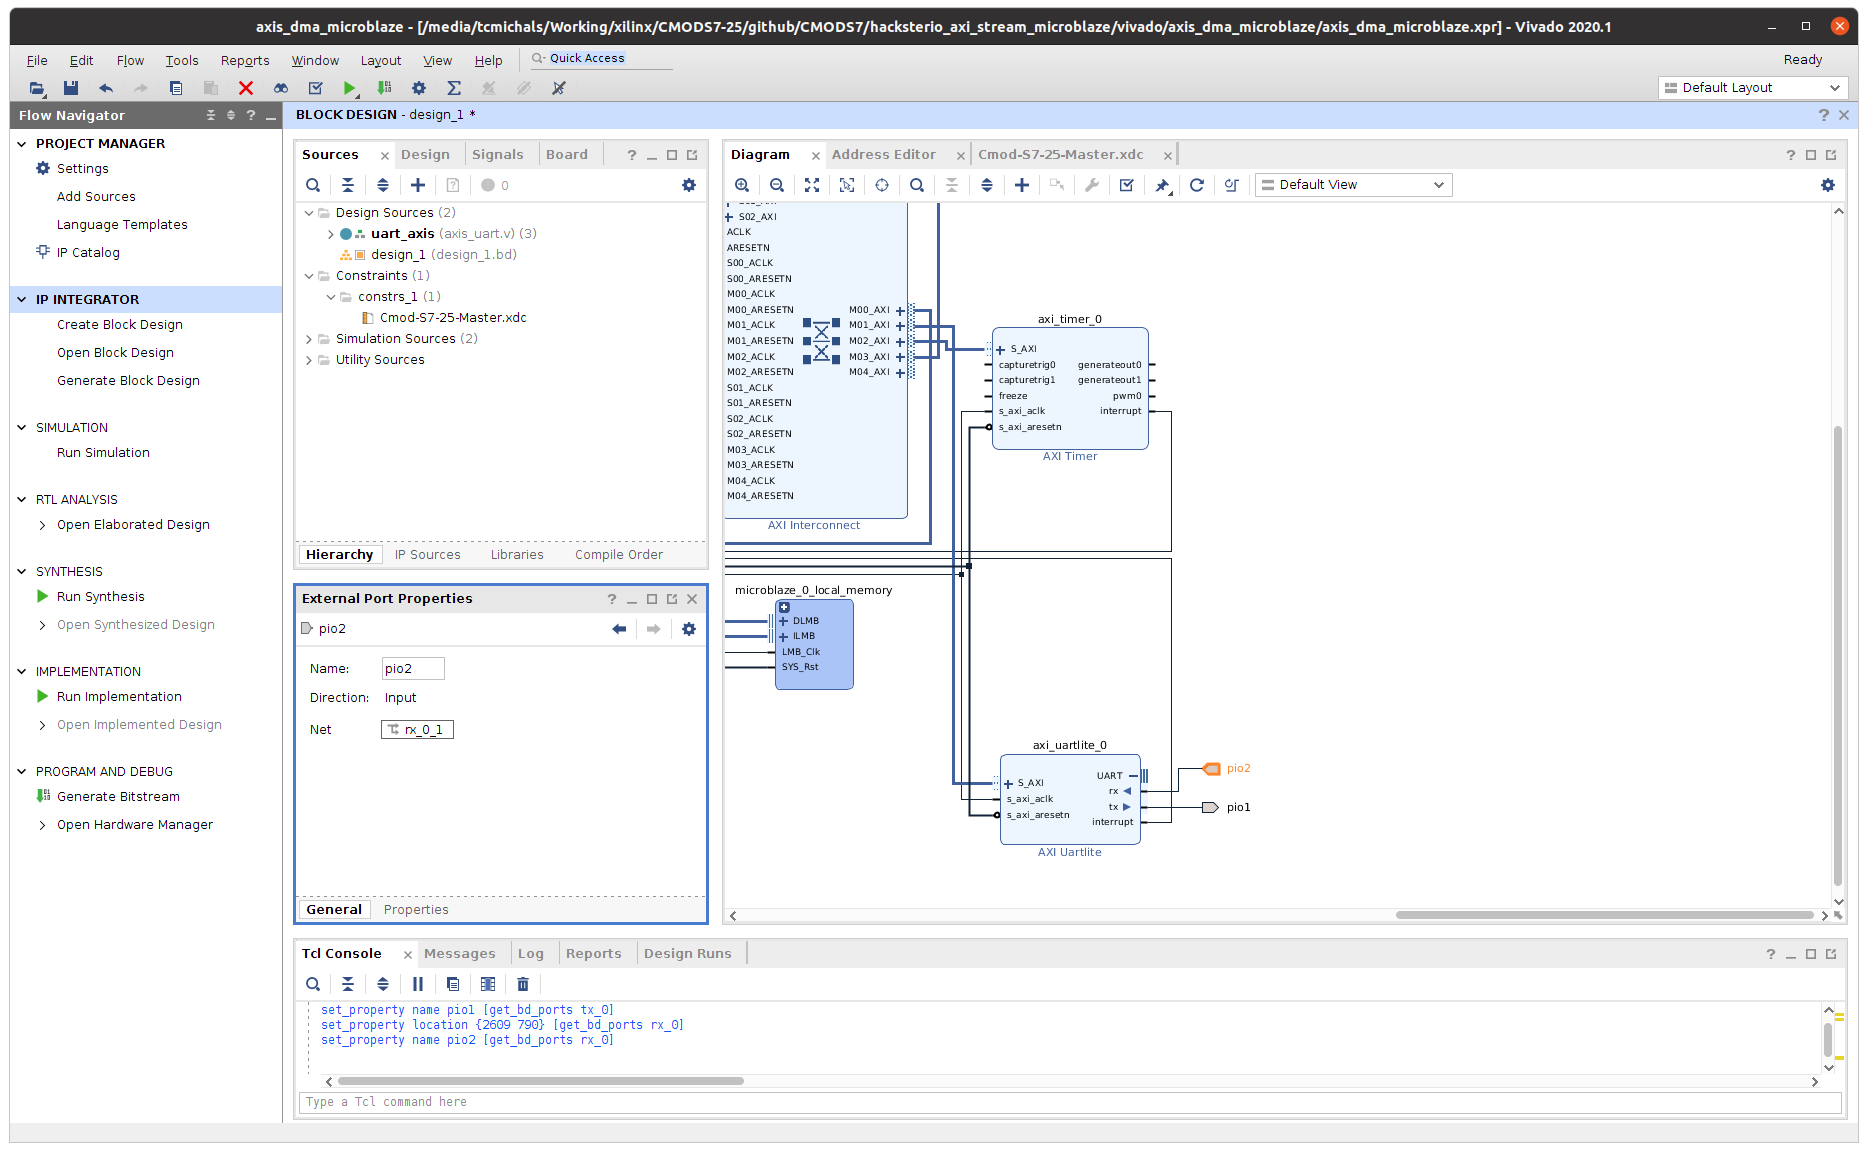 axis_dma_microblaze - [/media/tcmichals/Working/xilinx/CMODS7-25/github/CMODS7/hacksterio_axi_stream_microblaze/vivado/axis_dma_microblaze/axis_dma_microblaze.xpr] - Vivado 2020.1
File Edit Flow Tools Reports Window Layout View Help Quick Access Ready
Default Layout
Flow Navigator
PROJECT MANAGER
Settings
Add Sources
Language Templates
IP Catalog
IP INTEGRATOR
Create Block Design
Open Block Design
Generate Block Design
SIMULATION
Run Simulation
RTL ANALYSIS
Open Elaborated Design
SYNTHESIS
Run Synthesis
Open Synthesized Design
IMPLEMENTATION
Run Implementation
Open Implemented Design
PROGRAM AND DEBUG
Generate Bitstream
Open Hardware Manager
BLOCK DESIGN - design_1 *
Sources Design Signals Board
0
Design Sources (2)
uart_axis (axis_uart.v) (3)
design_1 (design_1.bd)
Constraints (1)
constrs_1 (1)
Cmod-S7-25-Master.xdc
Simulation Sources (2)
Utility Sources
Hierarchy IP Sources Libraries Compile Order
External Port Properties
pio2
Name: pio2
Direction: Input
Net rx_0_1
General Properties
Diagram Address Editor Cmod-S7-25-Master.xdc
Default View
S02_AXI
ACLK
ARESETN
S00_ACLK
S00_ARESETN
M00_ACLK
M00_ARESETN M00_AXI
M01_ACLK M01_AXI
M01_ARESETN M02_AXI
M02_ACLK M03_AXI
M02_ARESETN M04_AXI
S01_ACLK
S01_ARESETN
S02_ACLK
S02_ARESETN
M03_ACLK
M03_ARESETN
M04_ACLK
M04_ARESETN
AXI Interconnect
axi_timer_0
S_AXI
capturetrig0 generateout0
capturetrig1 generateout1
freeze pwm0
s_axi_aclk interrupt
s_axi_aresetn
AXI Timer
microblaze_0_local_memory
DLMB
ILMB
LMB_Clk
SYS_Rst
axi_uartlite_0
S_AXI UART
s_axi_aclk rx
s_axi_aresetn tx
interrupt
AXI Uartlite
pio2
pio1
Tcl Console Messages Log Reports Design Runs
set_property name pio1 [get_bd_ports tx_0]
set_property location {2609 790} [get_bd_ports rx_0]
set_property name pio2 [get_bd_ports rx_0]
Type a Tcl command here